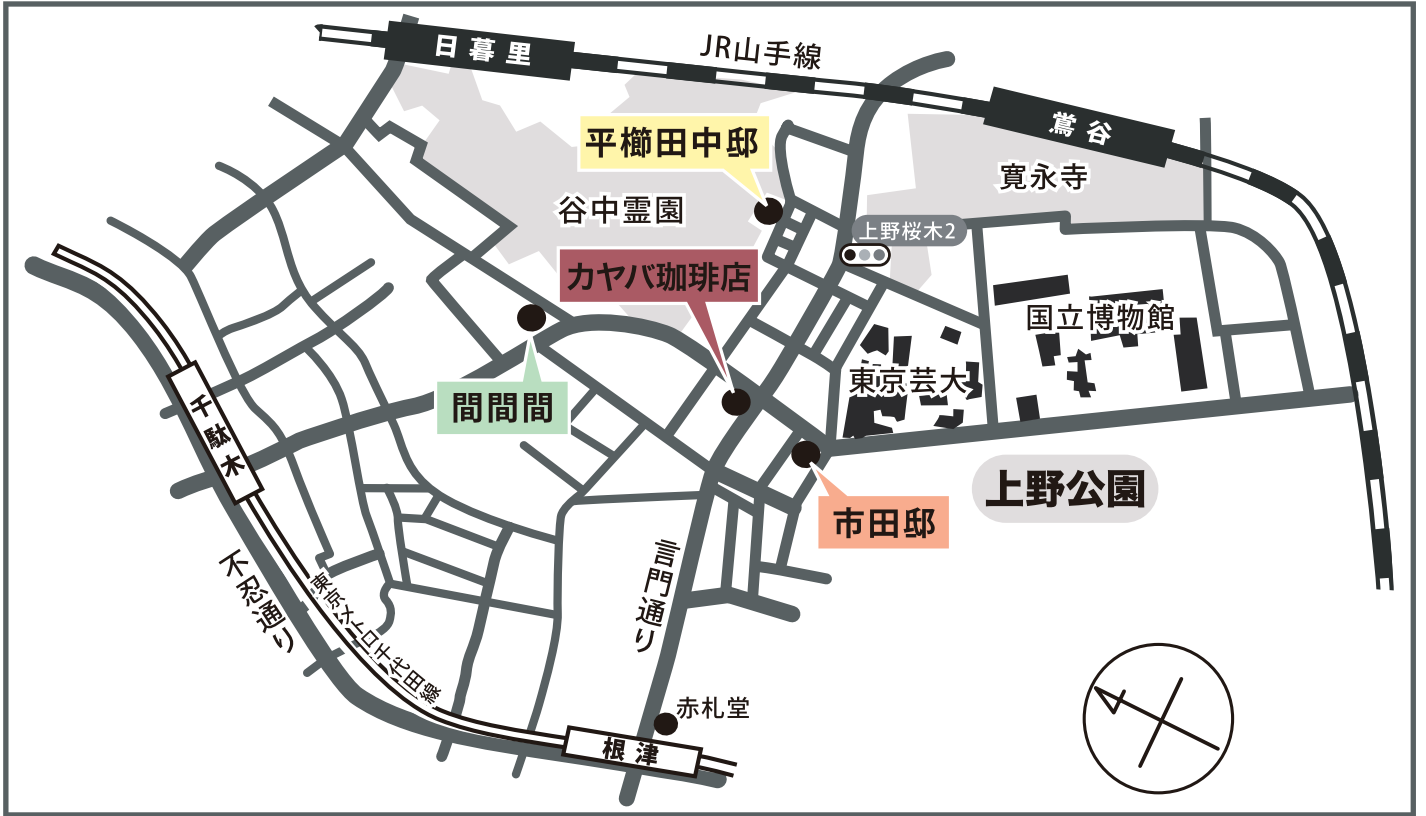 日暮里
JR山手線
鶯谷
平櫛田中邸
寛永寺
谷中霊園
上野桜木2
カヤバ珈琲店
国立博物館
東京芸大
間間間
千駄木
上野公園
市田邸
言問通り
不忍通り
東京メトロ千代田線
赤札堂
根津